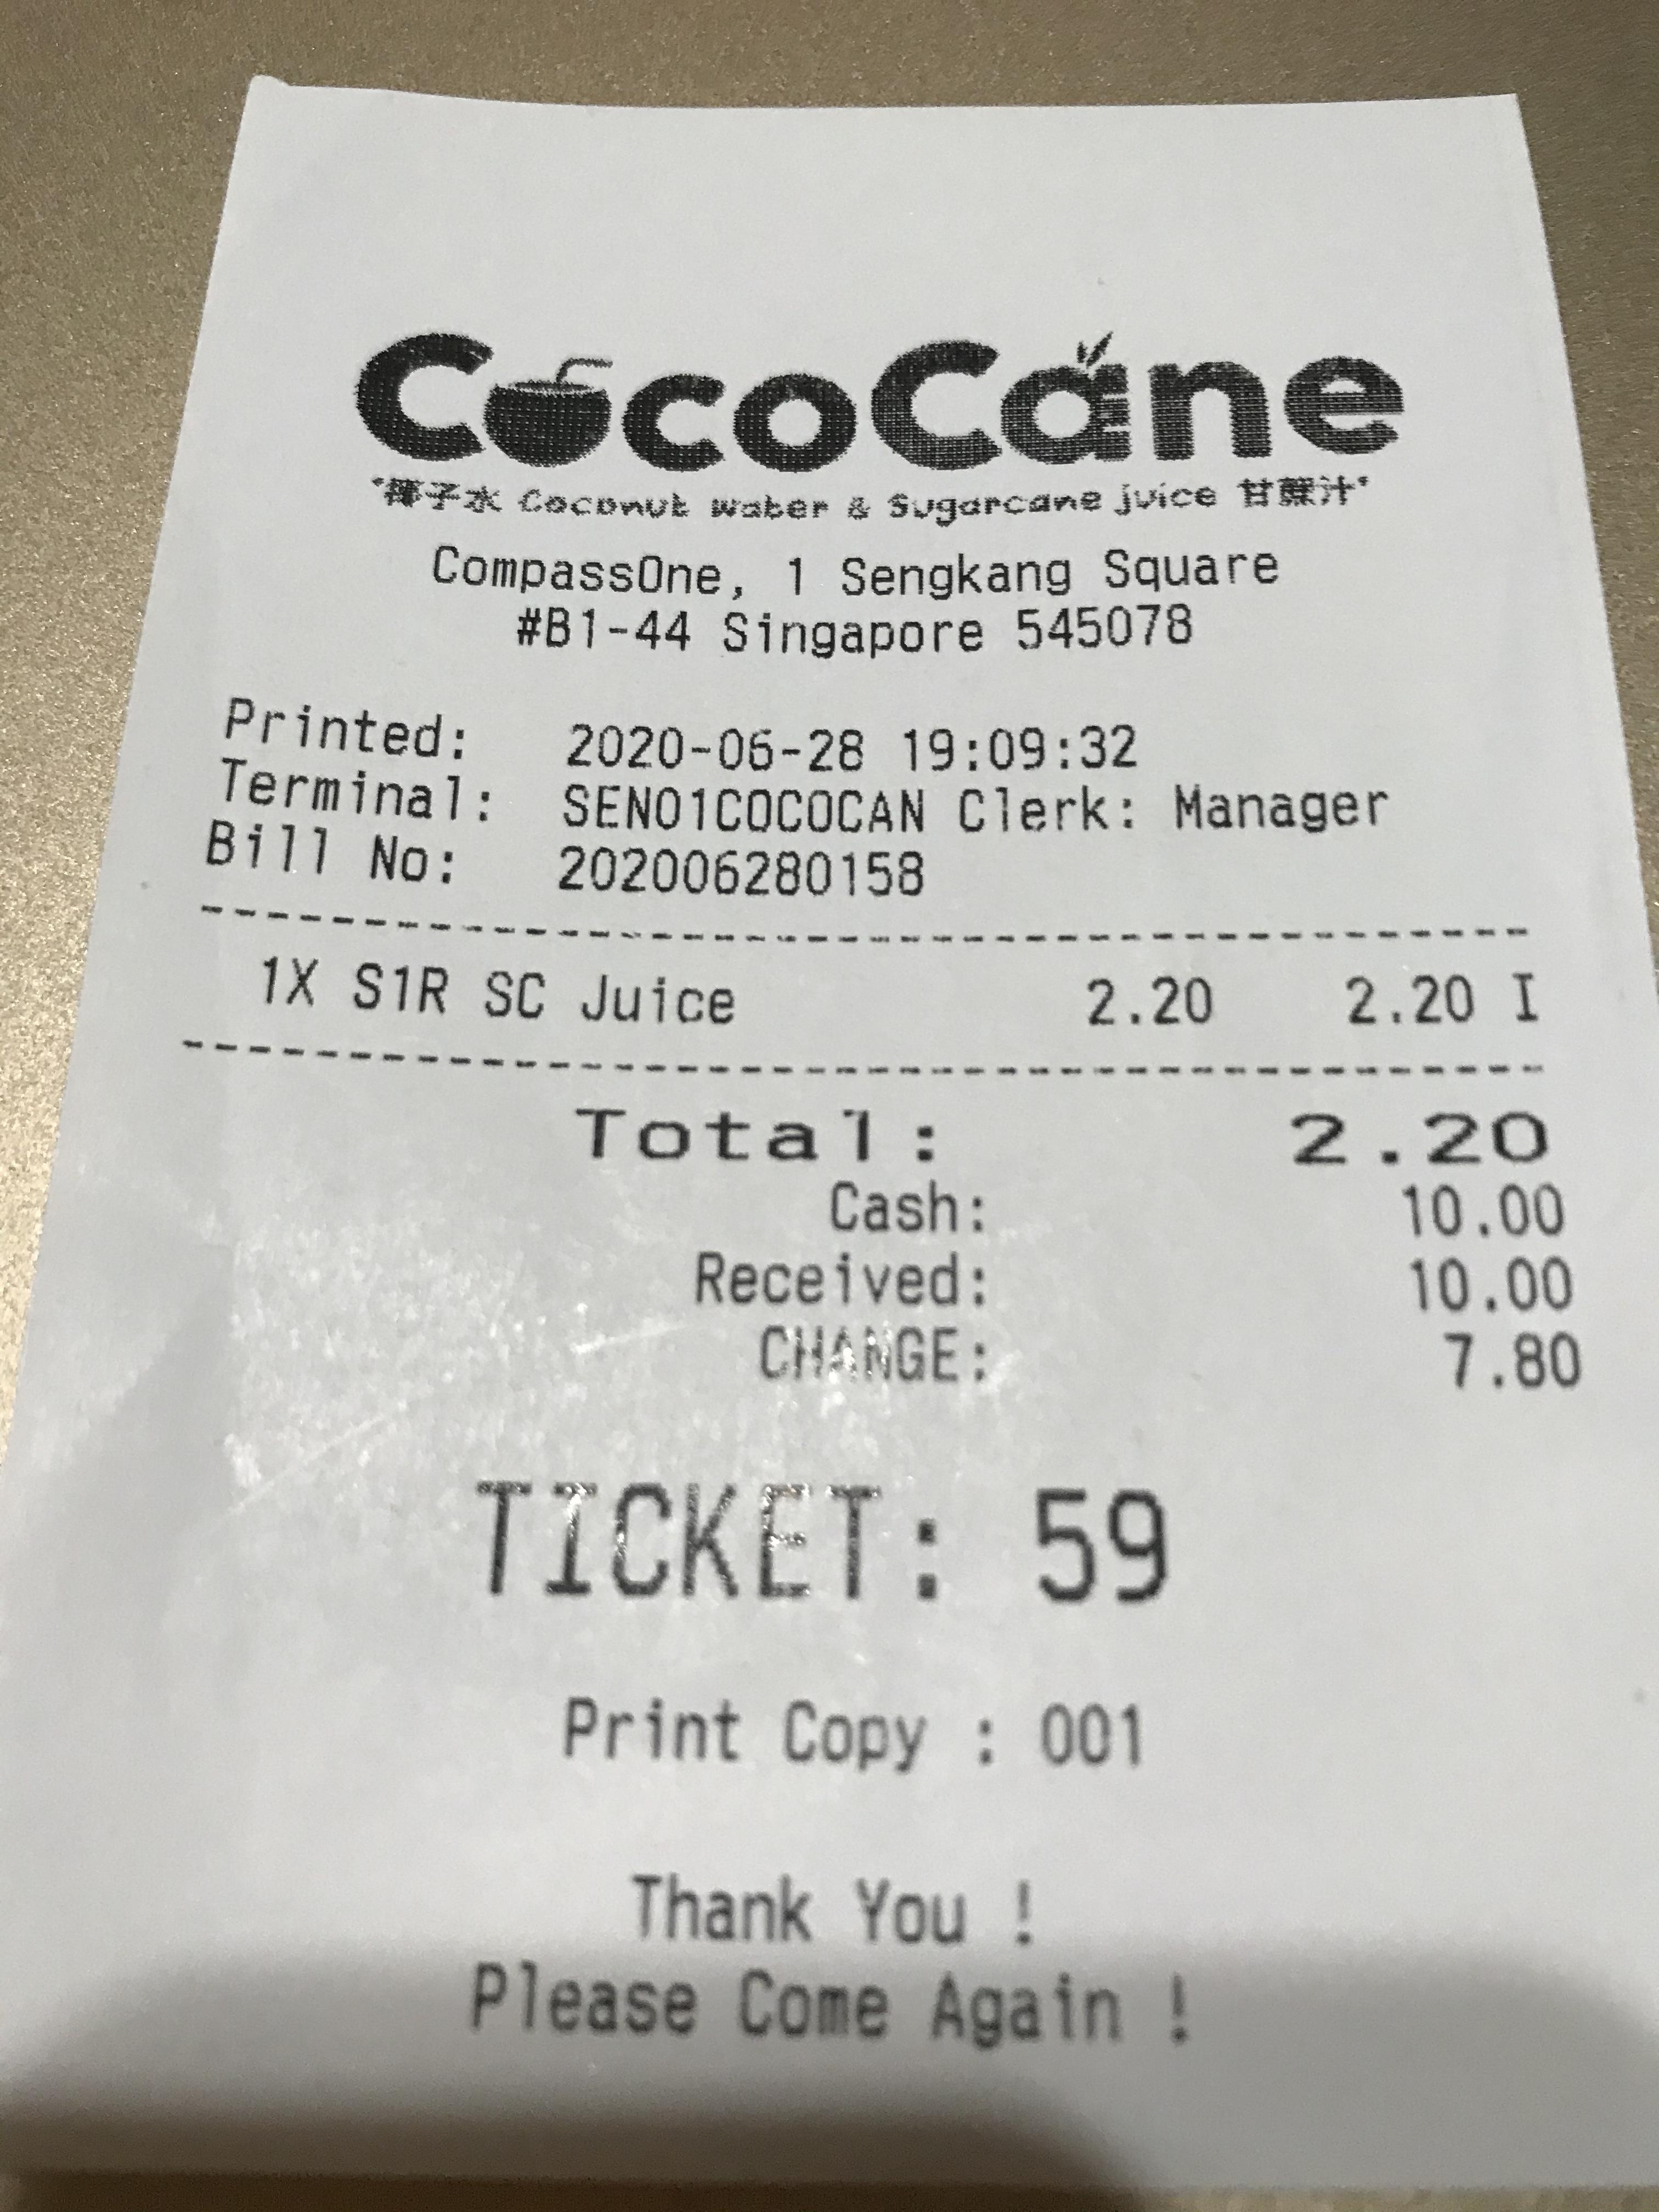 CocoCane
"椰子水 Coconut Water & Sugarcane juice 甘蔗汁"
CompassOne, 1 Sengkang Square
#B1-44 Singapore 545078
Printed: 2020-06-28 19:09:32
Terminal: SEN01COCOCAN Clerk: Manager
Bill No: 202006280158
1X S1R SC Juice 2.20 2.20 I
Total: 2.20
Cash: 10.00
Received: 10.00
CHANGE: 7.80
TICKET: 59
Print Copy : 001
Thank You !
Please Come Again !